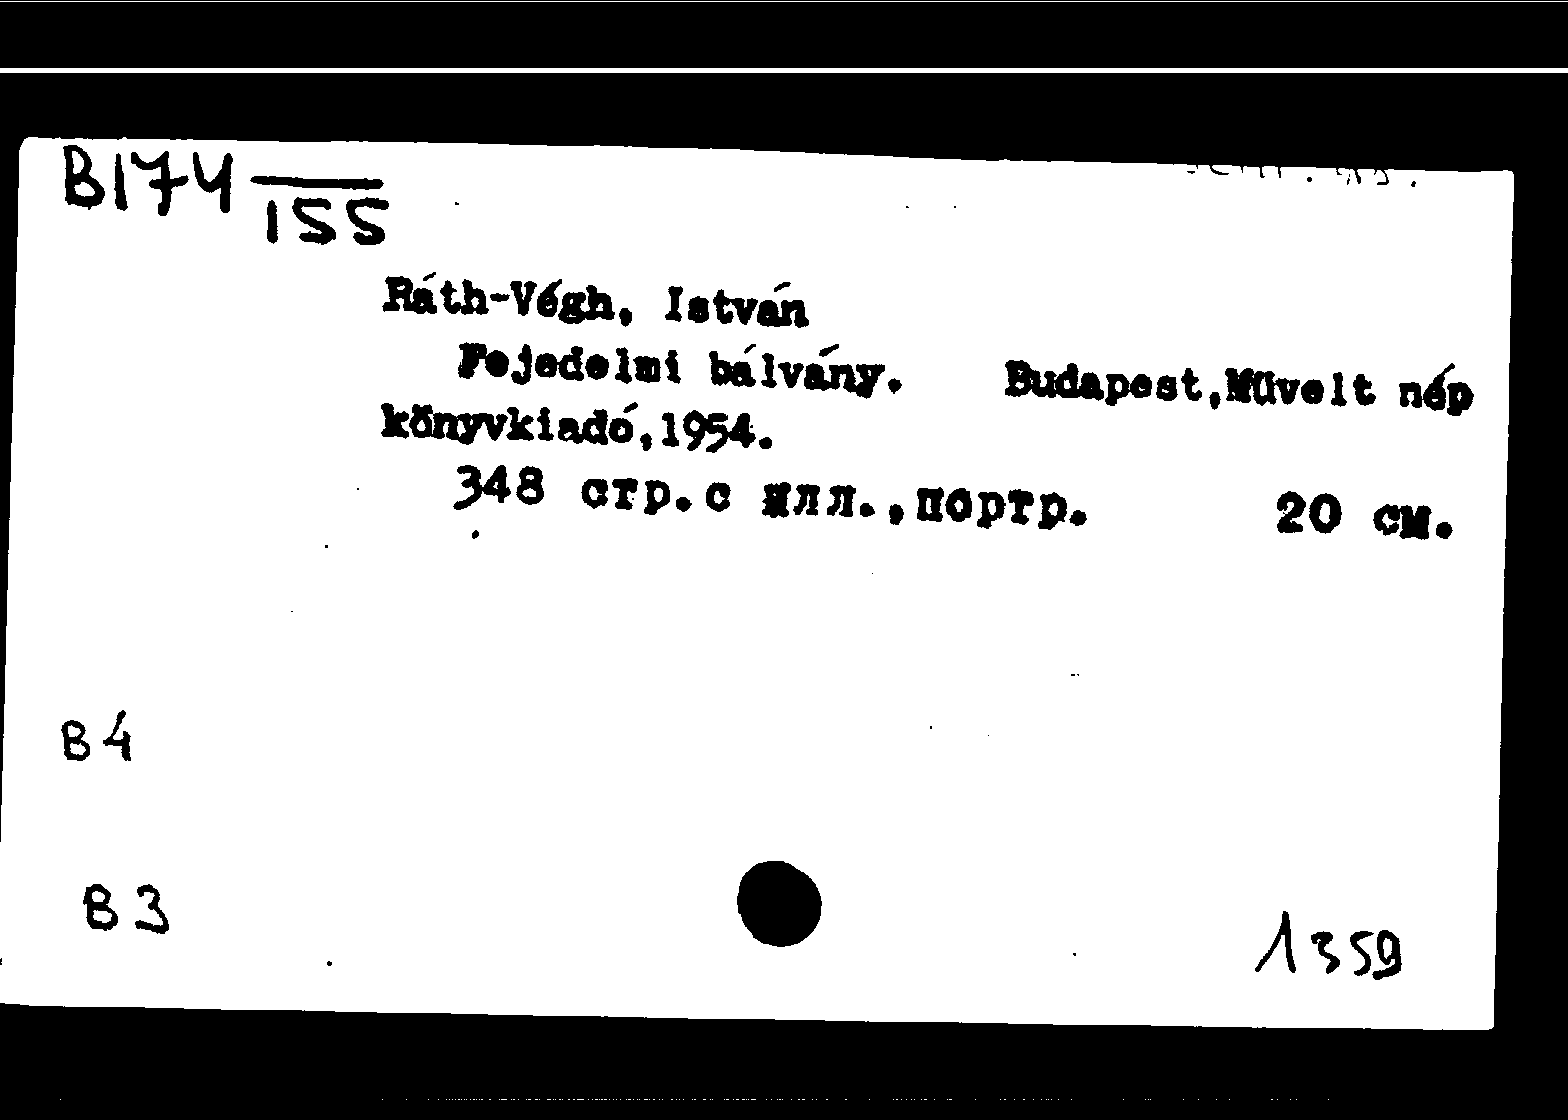 B174
155
Ráth-Végh, István
Fejedelmi bálvány. Budapest,Művelt nép
könyvkiadó,1954.
348 стр.с илл.,портр. 20 см.
B4
B3
1359